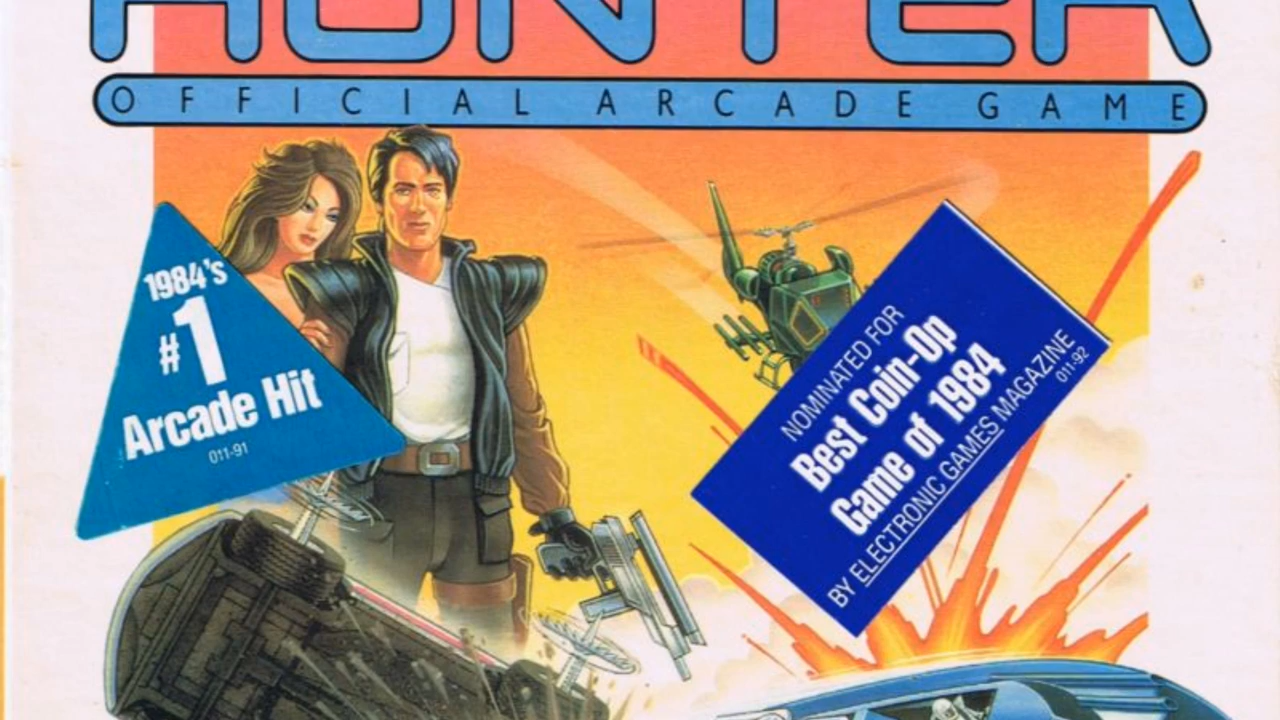 HUNTER
OFFICIAL ARCADE GAME
1984's
#1
Arcade Hit
011-91
NOMINATED FOR
Best Coin-Op
Game of 1984
BY ELECTRONIC GAMES MAGAZINE
011-92